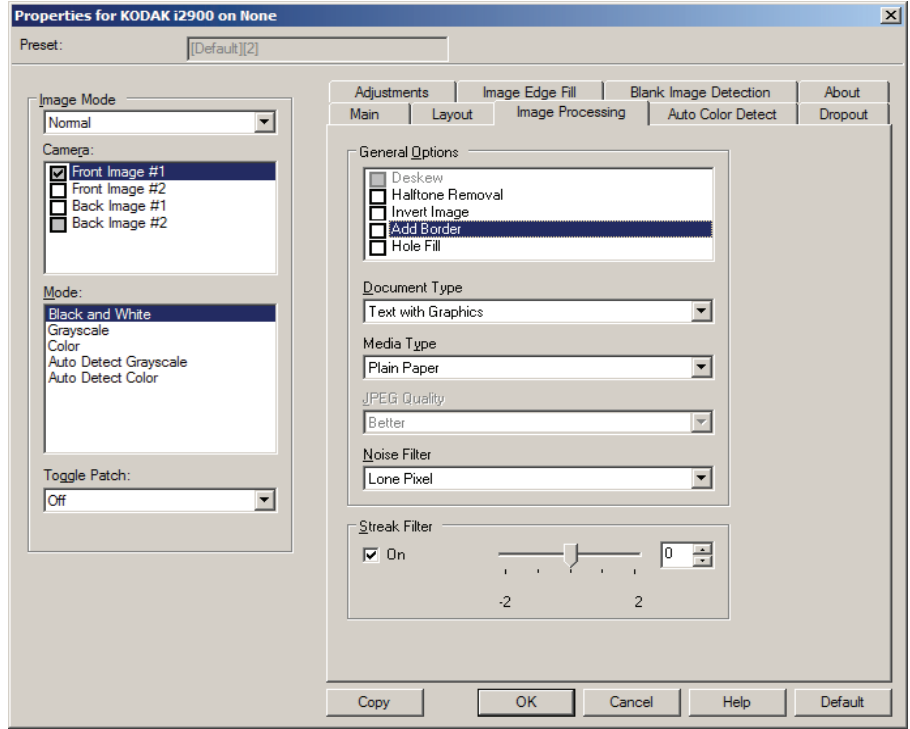 Properties for KODAK i2900 on None
Preset:
[Default][2]
Image Mode
Normal
Camera:
Front Image #1
Front Image #2
Back Image #1
Back Image #2
Mode:
Black and White
Grayscale
Color
Auto Detect Grayscale
Auto Detect Color
Toggle Patch:
Off
Adjustments Image Edge Fill Blank Image Detection About
Main Layout Image Processing Auto Color Detect Dropout
General Options
Deskew
Halftone Removal
Invert Image
Add Border
Hole Fill
Document Type
Text with Graphics
Media Type
Plain Paper
JPEG Quality
Better
Noise Filter
Lone Pixel
Streak Filter
On
0
-2 2
Copy OK Cancel Help Default